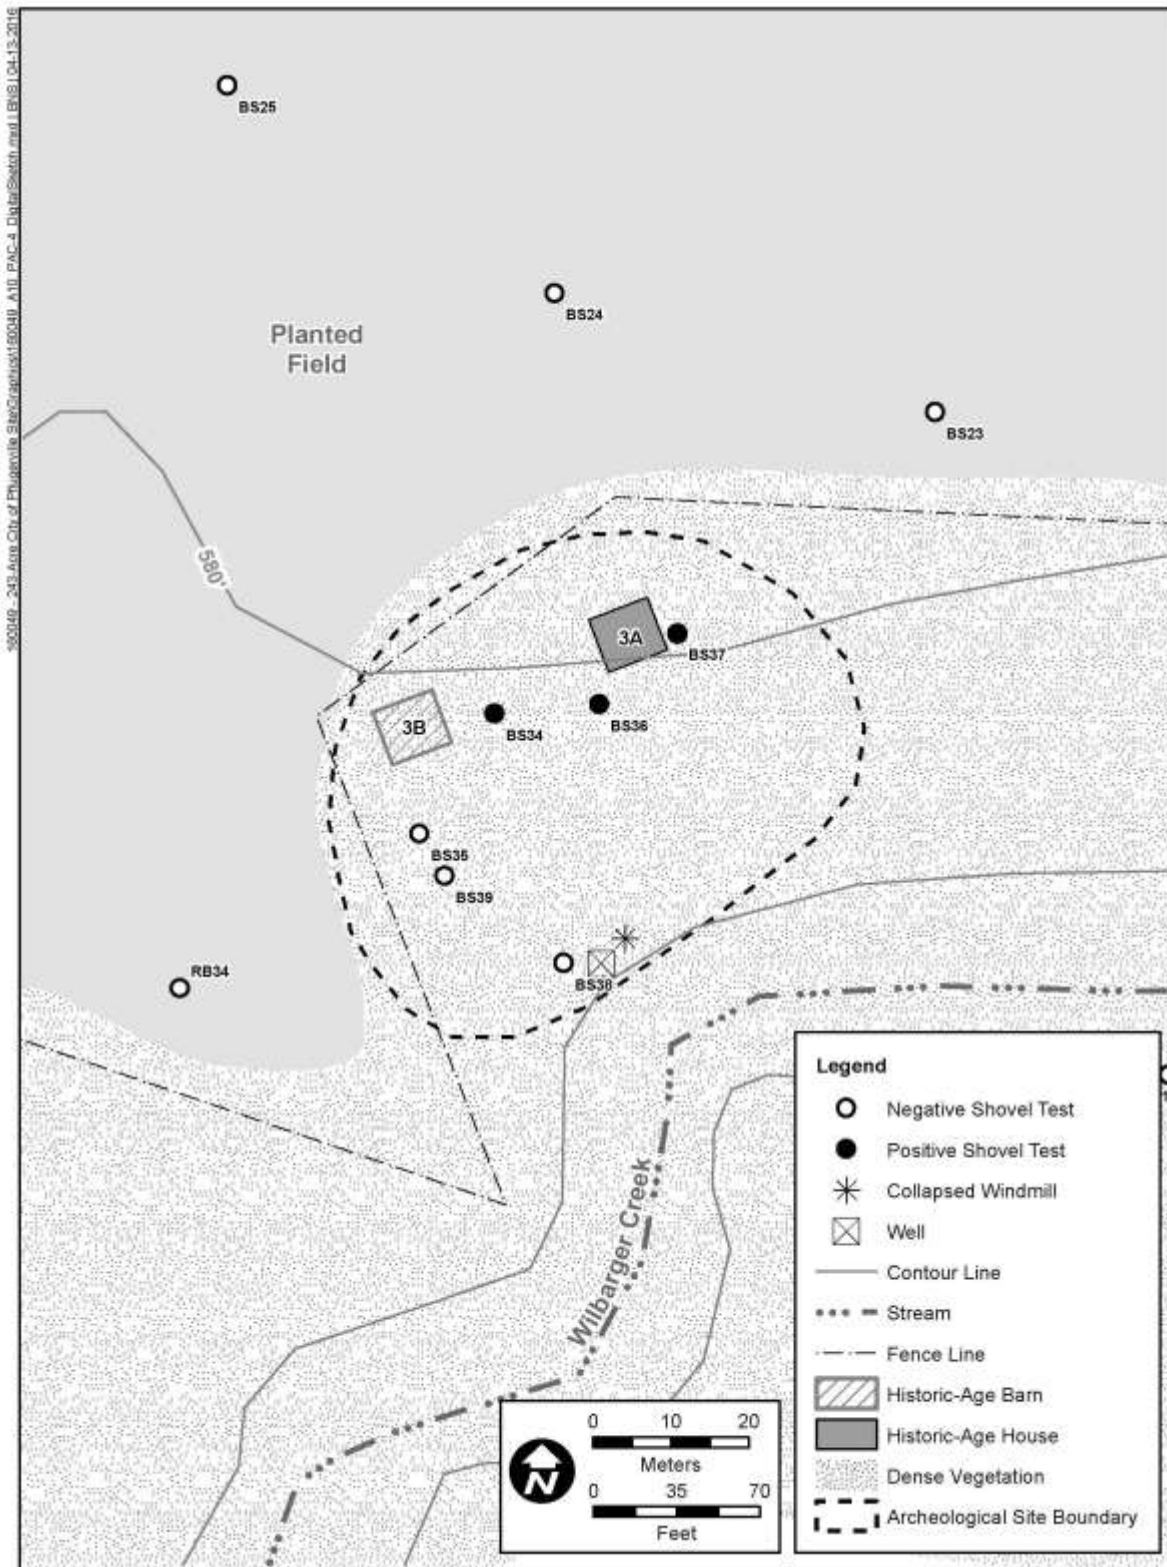 BS25
BS24
Planted
Field
BS23
580'
3A
BS37
3B
BS34
BS36
BS35
BS39
RB34
BS38
Wilbarger Creek
Legend
Negative Shovel Test
Positive Shovel Test
Collapsed Windmill
Well
Contour Line
Stream
Fence Line
Historic-Age Barn
Historic-Age House
Dense Vegetation
Archeological Site Boundary
N
0 10 20
Meters
0 35 70
Feet